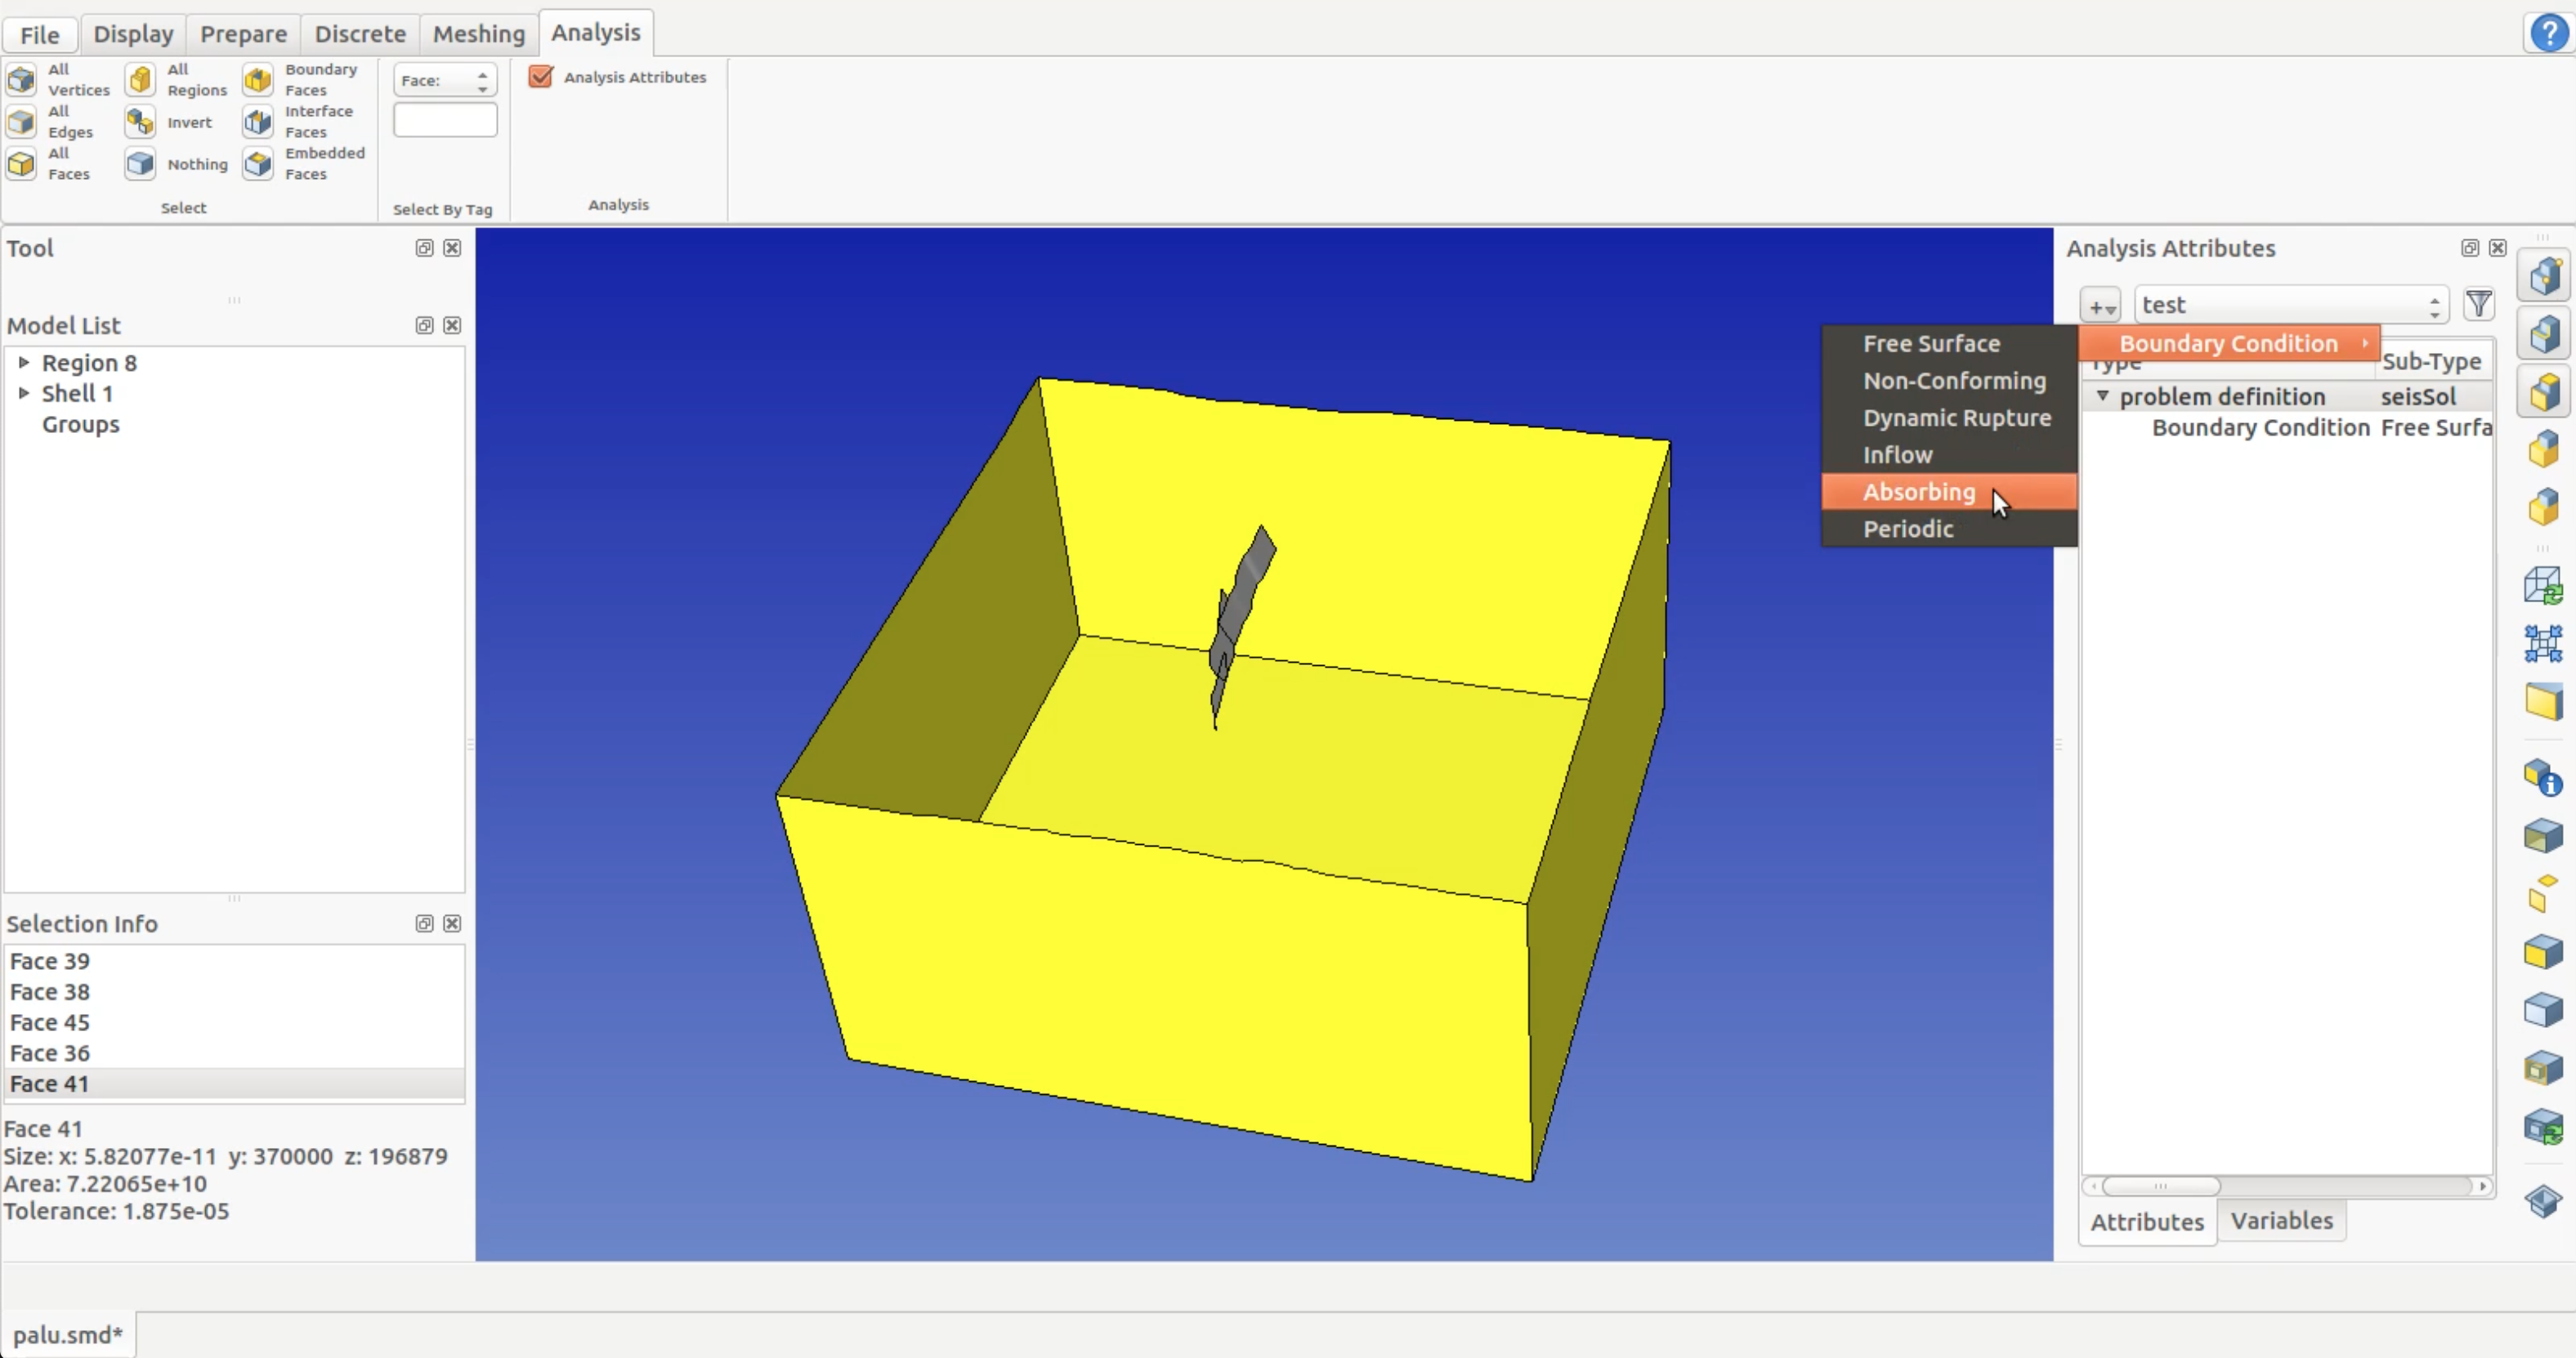 File Display Prepare Discrete Meshing Analysis ?
All Vertices
All Regions
Boundary Faces
Face:
Analysis Attributes
All Edges
Invert
Interface Faces
All Faces
Nothing
Embedded Faces
Select
Select By Tag
Analysis
Tool
Model List
Region 8
Shell 1
Groups
Selection Info
Face 39
Face 38
Face 45
Face 36
Face 41
Face 41
Size: x: 5.82077e-11 y: 370000 z: 196879
Area: 7.22065e+10
Tolerance: 1.875e-05
Analysis Attributes
+ test
Boundary Condition
Free Surface
Non-Conforming
Dynamic Rupture
Inflow
Absorbing
Periodic
Type Sub-Type
problem definition seisSol
Boundary Condition Free Surfa
Attributes Variables
palu.smd*